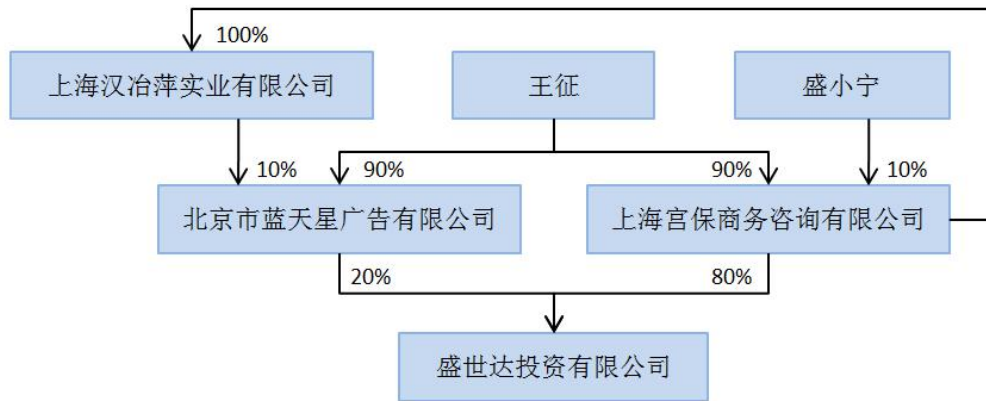 100%
上海汉冶萍实业有限公司
王征
盛小宁
10%
90%
90%
10%
北京市蓝天星广告有限公司
上海宫保商务咨询有限公司
20%
80%
盛世达投资有限公司